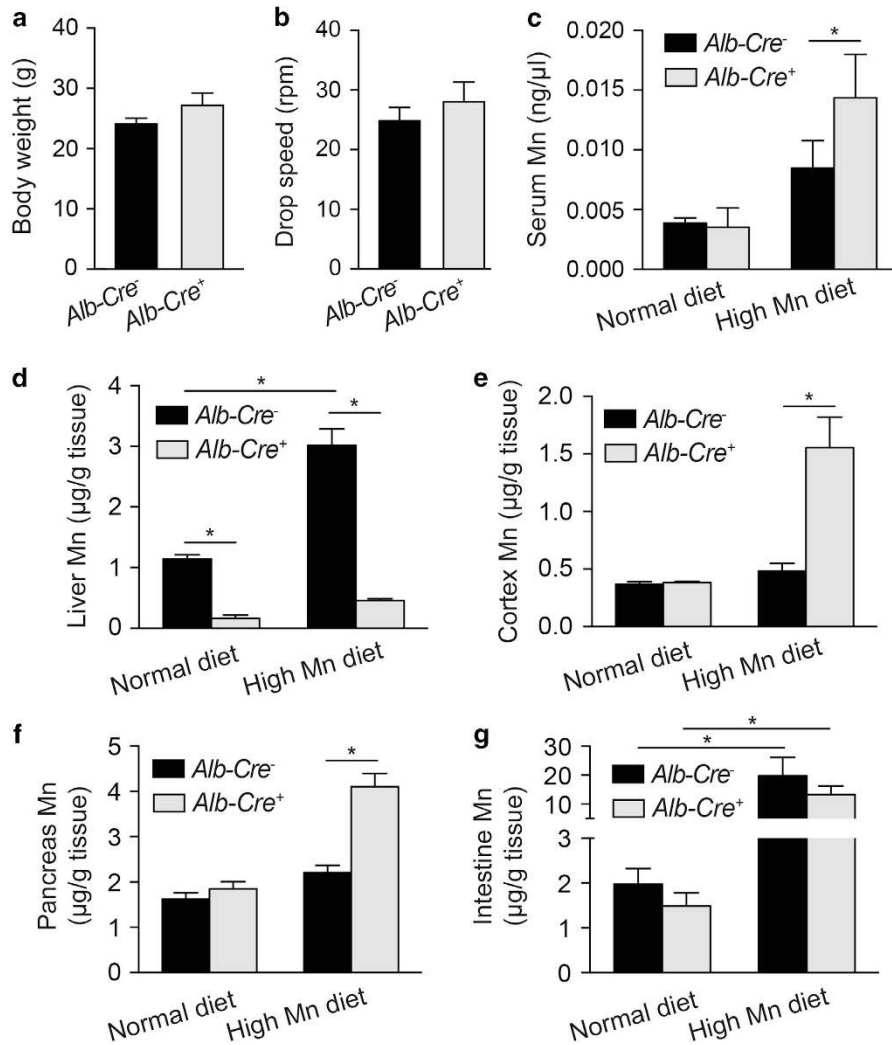 a
Body weight (g)
40
30
20
10
0
Alb-Cre⁻
Alb-Cre⁺
b
Drop speed (rpm)
40
30
20
10
0
Alb-Cre⁻
Alb-Cre⁺
c
Serum Mn (ng/µl)
0.020
0.015
0.010
0.005
0.000
Alb-Cre⁻
Alb-Cre⁺
*
Normal diet
High Mn diet
d
Liver Mn (µg/g tissue)
4
3
2
1
0
*
Alb-Cre⁻
Alb-Cre⁺
*
*
Normal diet
High Mn diet
e
Cortex Mn (µg/g tissue)
2.0
1.5
1.0
0.5
0.0
Alb-Cre⁻
Alb-Cre⁺
*
Normal diet
High Mn diet
f
Pancreas Mn
(µg/g tissue)
5
4
3
2
1
0
Alb-Cre⁻
Alb-Cre⁺
*
Normal diet
High Mn diet
g
Intestine Mn
(µg/g tissue)
30
20
10
2
1
0
*
*
Alb-Cre⁻
Alb-Cre⁺
Normal diet
High Mn diet